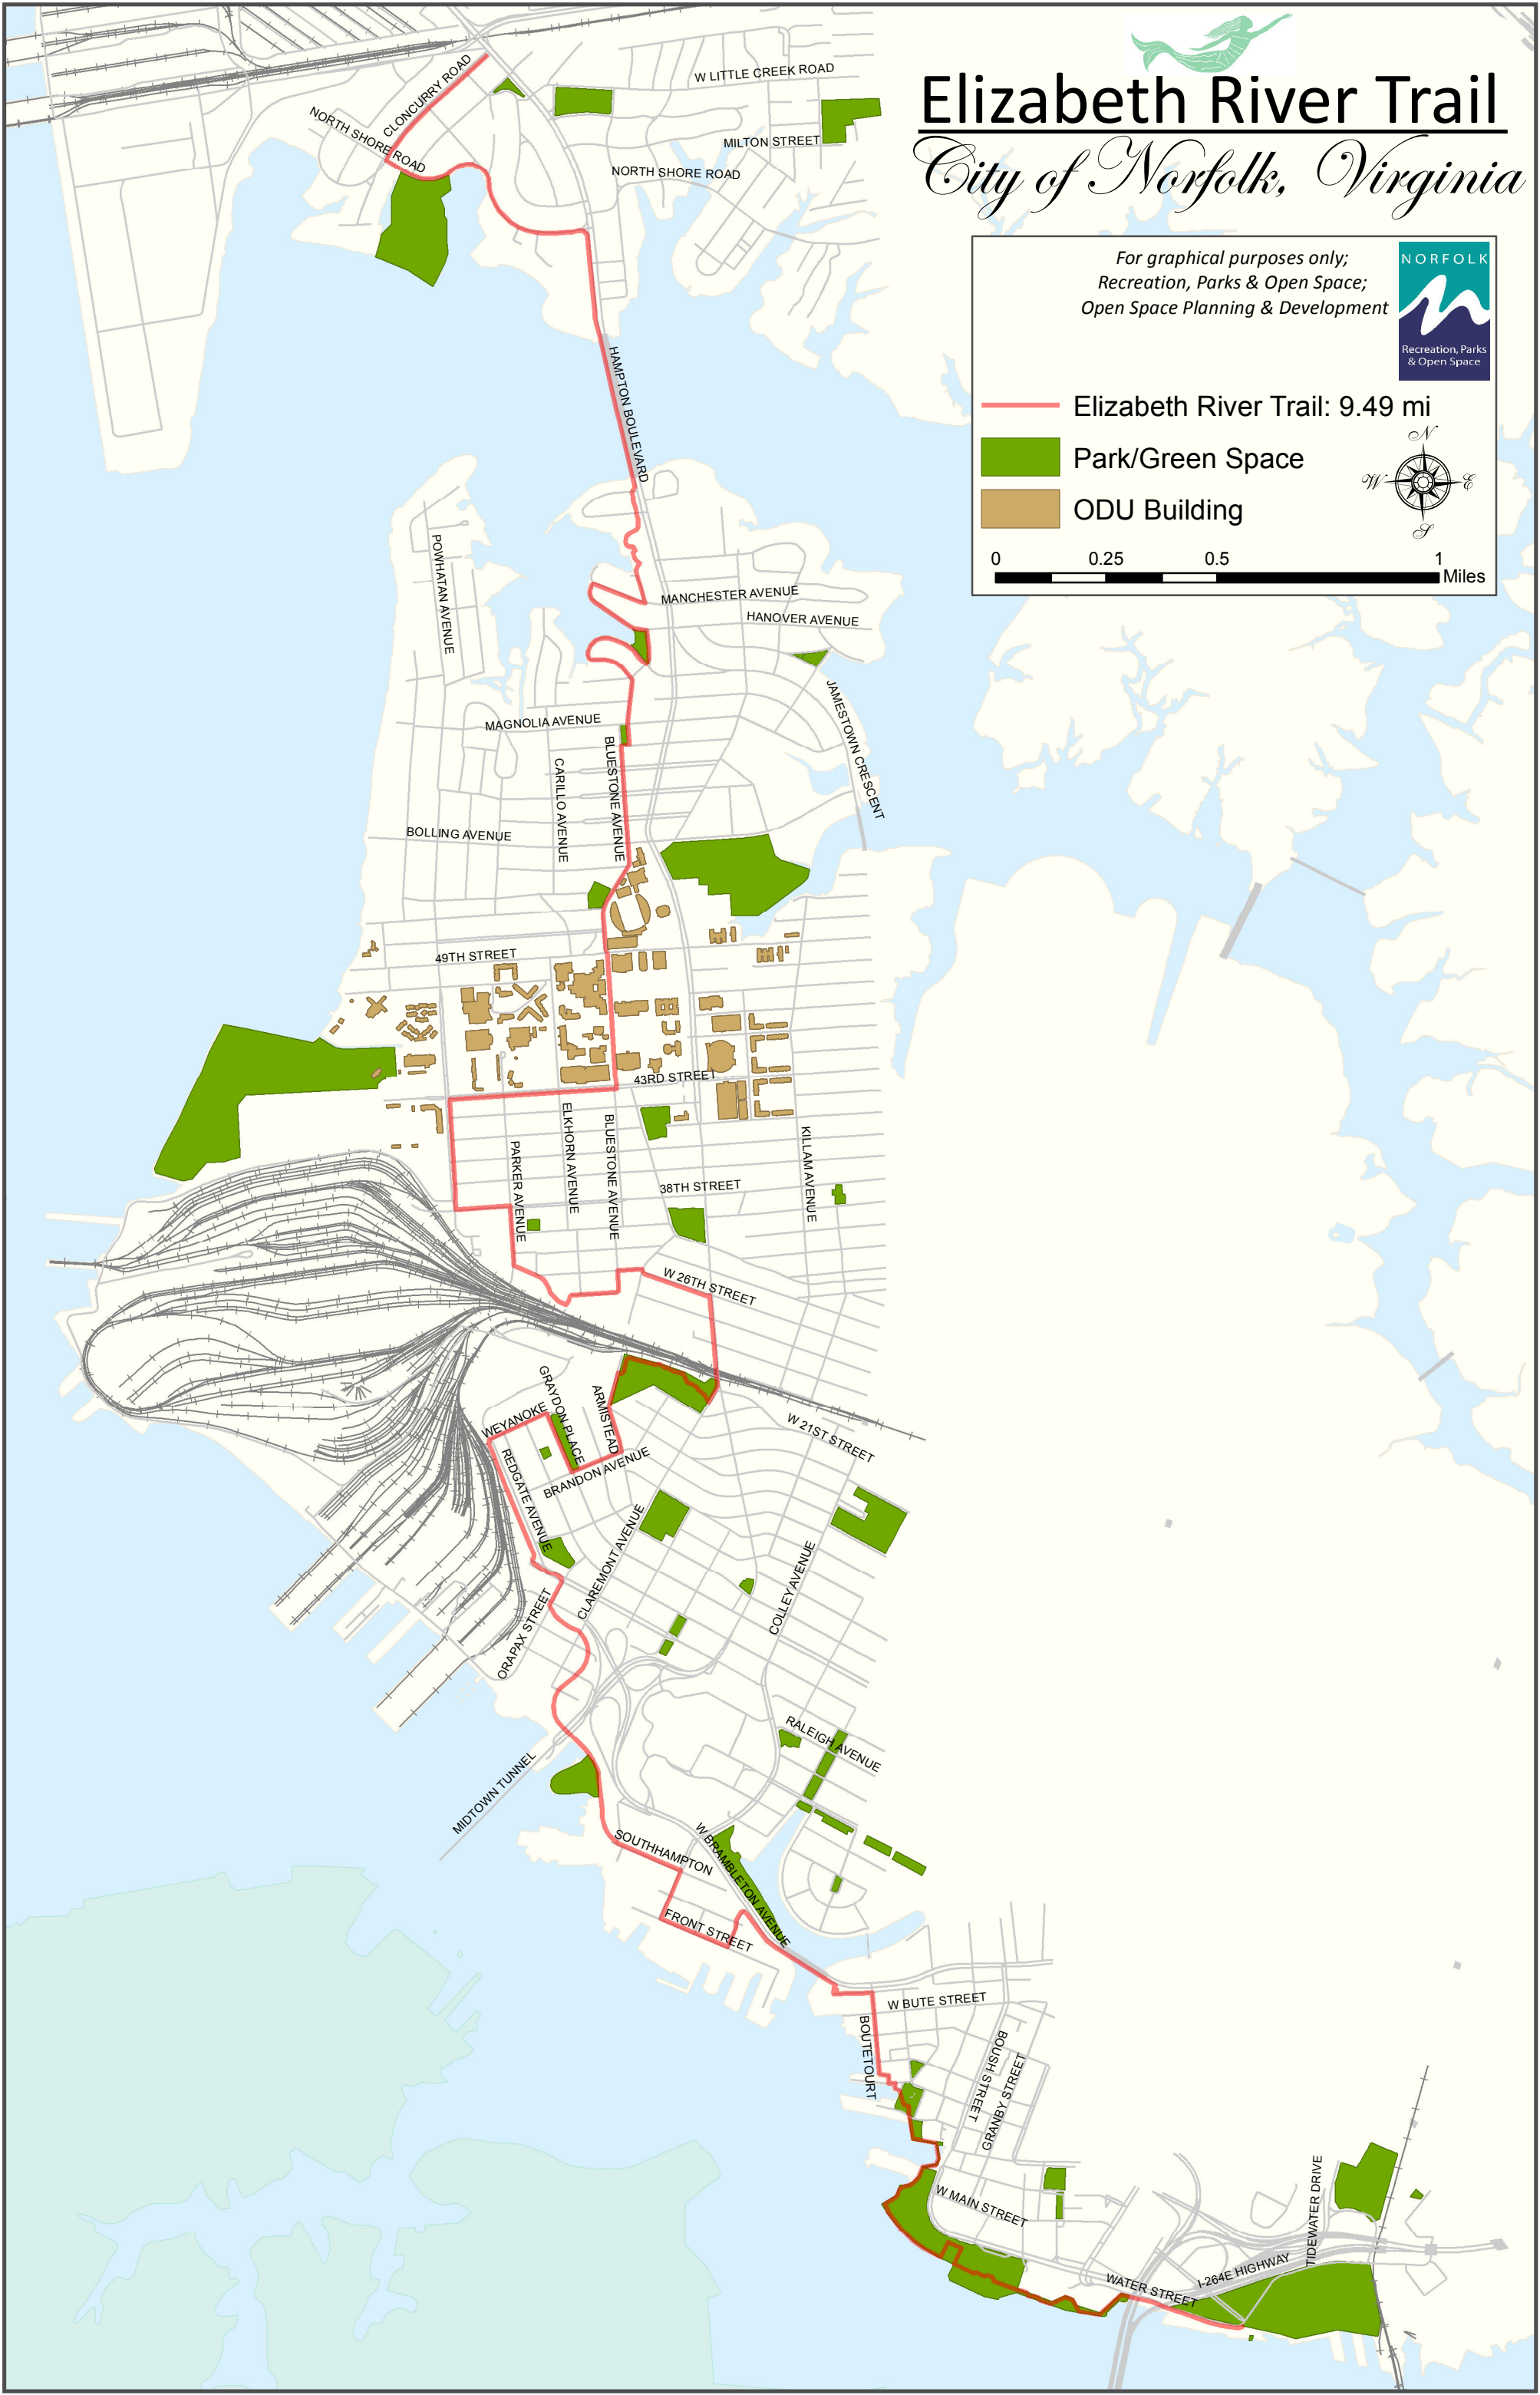 Elizabeth River Trail
City of Norfolk, Virginia
For graphical purposes only;
Recreation, Parks & Open Space;
Open Space Planning & Development
NORFOLK
Recreation, Parks
& Open Space
Elizabeth River Trail: 9.49 mi
Park/Green Space
ODU Building
N
W
E
S
0 0.25 0.5 1
Miles
W LITTLE CREEK ROAD
CLONCURRY ROAD
NORTH SHORE ROAD
MILTON STREET
NORTH SHORE ROAD
HAMPTON BOULEVARD
POWHATAN AVENUE
MANCHESTER AVENUE
HANOVER AVENUE
JAMESTOWN CRESCENT
MAGNOLIA AVENUE
BLUESTONE AVENUE
CARILLO AVENUE
BOLLING AVENUE
49TH STREET
43RD STREET
ELKHORN AVENUE
BLUESTONE AVENUE
PARKER AVENUE
KILLAM AVENUE
38TH STREET
W 26TH STREET
GRAYDON PLACE
ARMISTEAD
WEYANOKE
W 21ST STREET
REDGATE AVENUE
BRANDON AVENUE
CLAREMONT AVENUE
COLLEY AVENUE
ORAPAX STREET
RALEIGH AVENUE
MIDTOWN TUNNEL
SOUTHHAMPTON
W BRAMBLETON AVENUE
FRONT STREET
W BUTE STREET
BOUTETOURT
BOUSH STREET
GRANBY STREET
W MAIN STREET
TIDEWATER DRIVE
I-264E HIGHWAY
WATER STREET